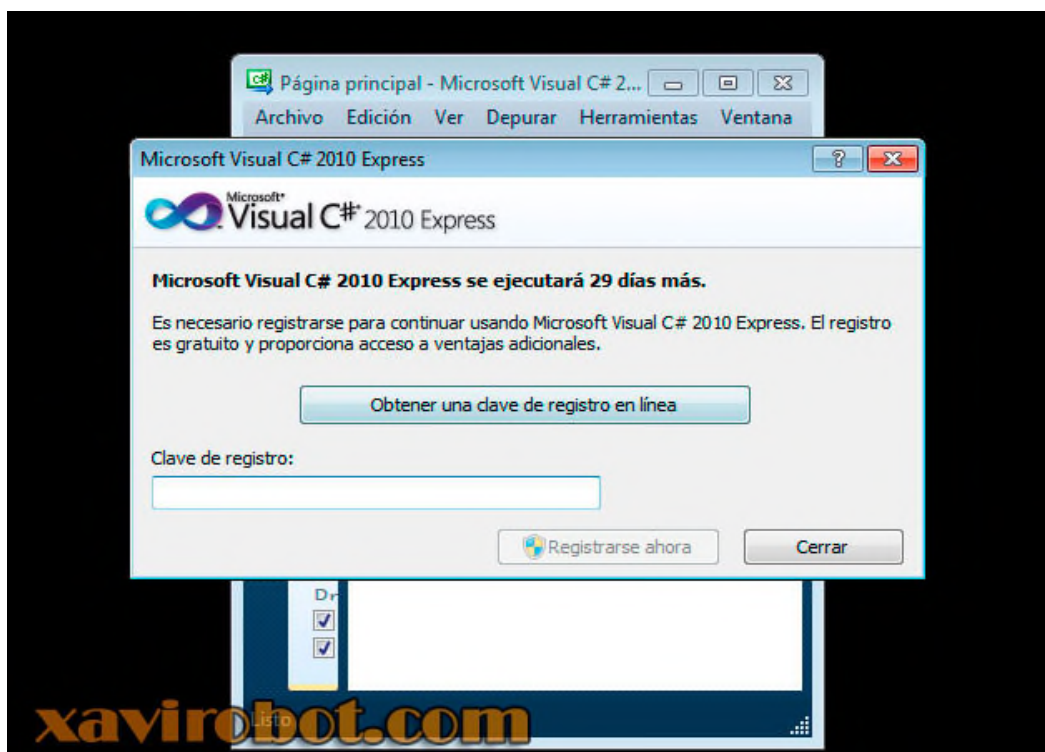 Página principal - Microsoft Visual C# 2...
Archivo Edición Ver Depurar Herramientas Ventana
Microsoft Visual C# 2010 Express
Microsoft®
Visual C#® 2010 Express
Microsoft Visual C# 2010 Express se ejecutará 29 días más.
Es necesario registrarse para continuar usando Microsoft Visual C# 2010 Express. El registro
es gratuito y proporciona acceso a ventajas adicionales.
Obtener una clave de registro en línea
Clave de registro:
Registrarse ahora
Cerrar
Listo
xavirobot.com